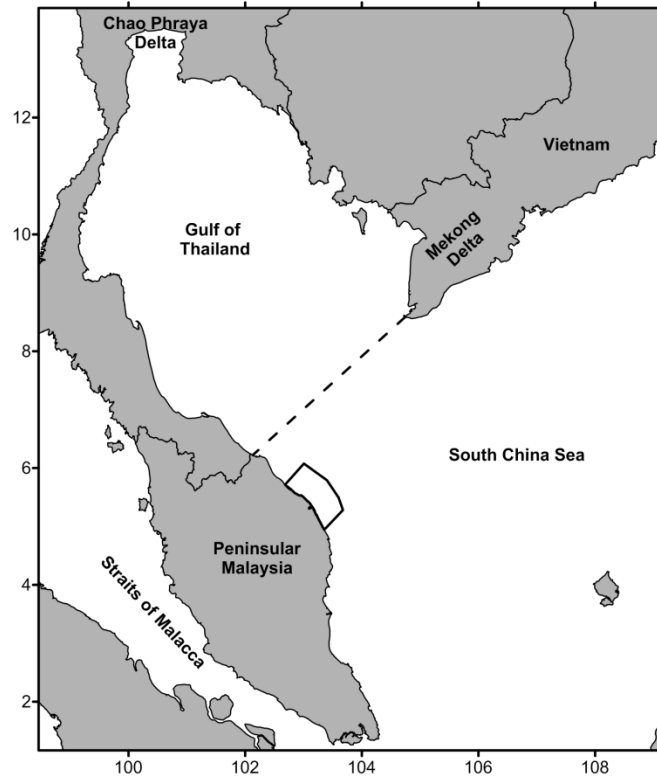 Chao Phraya
Delta
12
Vietnam
Gulf of
Thailand
10
Mekong
Delta
8
6
South China Sea
Peninsular
Malaysia
4
Straits of Malacca
2
100
102
104
106
108